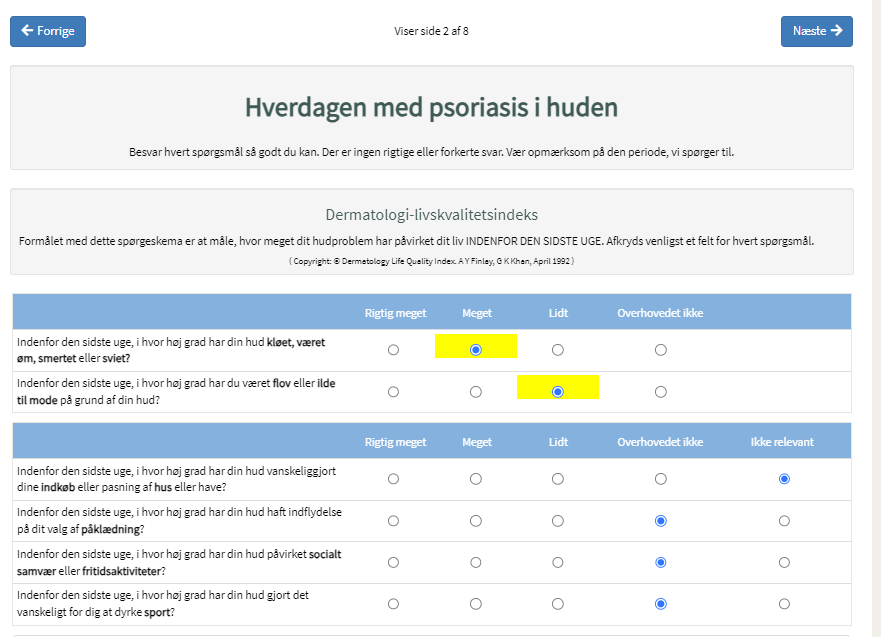 Forrige
Viser side 2 af 8
Næste
Hverdagen med psoriasis i huden
Besvar hvert spørgsmål så godt du kan. Der er ingen rigtige eller forkerte svar. Vær opmærksom på den periode, vi spørger til.
Dermatologi-livskvalitetsindeks
Formålet med dette spørgeskema er at måle, hvor meget dit hudproblem har påvirket dit liv INDENFOR DEN SIDSTE UGE. Afkryds venligst et felt for hvert spørgsmål.
( Copyright: © Dermatology Life Quality Index. A Y Finlay, G K Khan, April 1992 )
Rigtig meget Meget Lidt Overhovedet ikke
Indenfor den sidste uge, i hvor høj grad har din hud kløet, været
øm, smertet eller sviet?
Indenfor den sidste uge, i hvor høj grad har du været flov eller ilde
til mode på grund af din hud?
Rigtig meget Meget Lidt Overhovedet ikke Ikke relevant
Indenfor den sidste uge, i hvor høj grad har din hud vanskeliggjort
dine indkøb eller pasning af hus eller have?
Indenfor den sidste uge, i hvor høj grad har din hud haft indflydelse
på dit valg af påklædning?
Indenfor den sidste uge, i hvor høj grad har din hud påvirket socialt
samvær eller fritidsaktiviteter?
Indenfor den sidste uge, i hvor høj grad har din hud gjort det
vanskeligt for dig at dyrke sport?